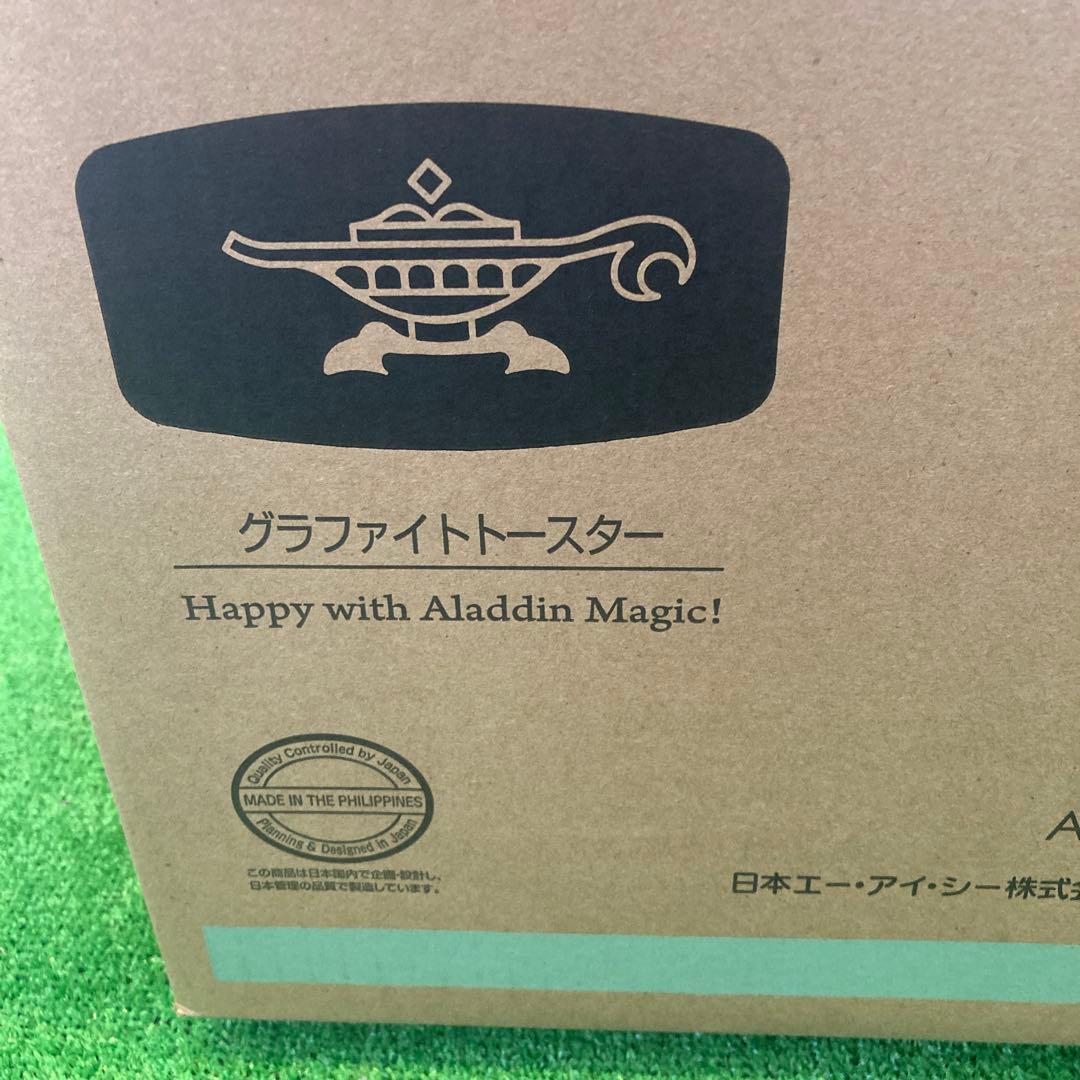 グラファイトトースター
Happy with Aladdin Magic!
Quality Controlled by Japan
MADE IN THE PHILIPPINES
Planning & Designed in Japan
この商品は日本国内で企画・設計し、
日本管理の品質で製造しています。
A
日本エー・アイ・シー株式会